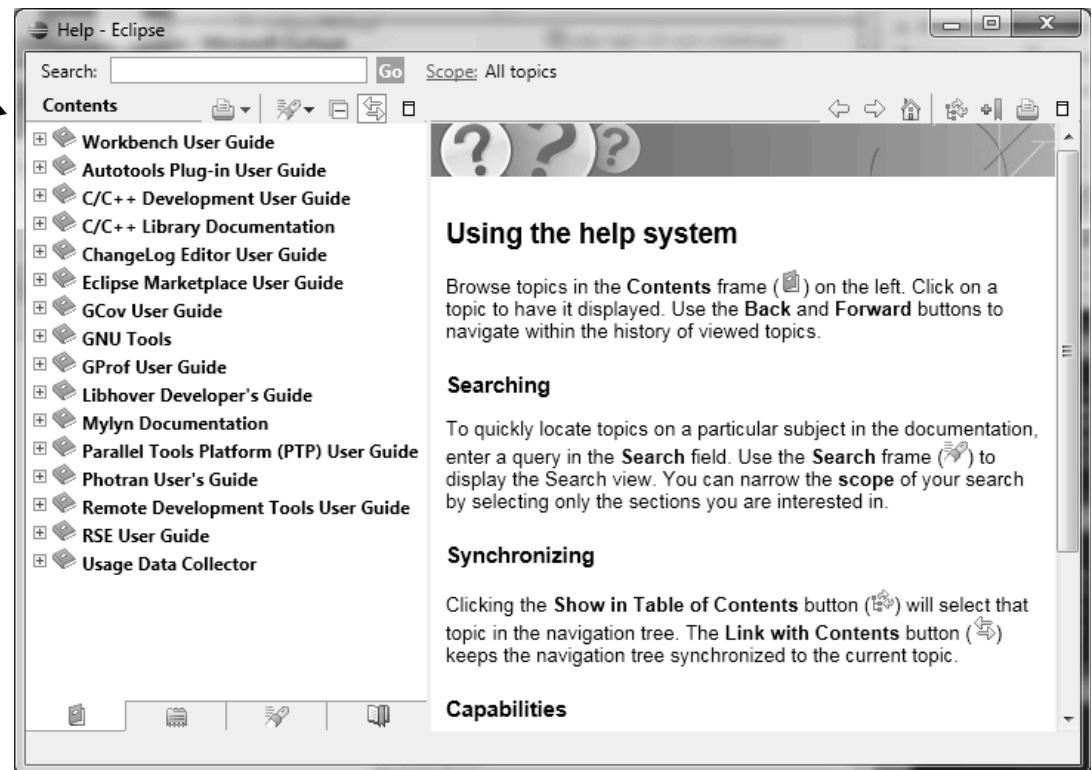 Help - Eclipse
Search:
Go
Scope: All topics
Contents
Workbench User Guide
Autotools Plug-in User Guide
C/C++ Development User Guide
C/C++ Library Documentation
ChangeLog Editor User Guide
Eclipse Marketplace User Guide
GCov User Guide
GNU Tools
GProf User Guide
Libhover Developer's Guide
Mylyn Documentation
Parallel Tools Platform (PTP) User Guide
Photran User's Guide
Remote Development Tools User Guide
RSE User Guide
Usage Data Collector
Using the help system
Browse topics in the Contents frame ( ) on the left. Click on a
topic to have it displayed. Use the Back and Forward buttons to
navigate within the history of viewed topics.
Searching
To quickly locate topics on a particular subject in the documentation,
enter a query in the Search field. Use the Search frame ( ) to
display the Search view. You can narrow the scope of your search
by selecting only the sections you are interested in.
Synchronizing
Clicking the Show in Table of Contents button ( ) will select that
topic in the navigation tree. The Link with Contents button ( )
keeps the navigation tree synchronized to the current topic.
Capabilities